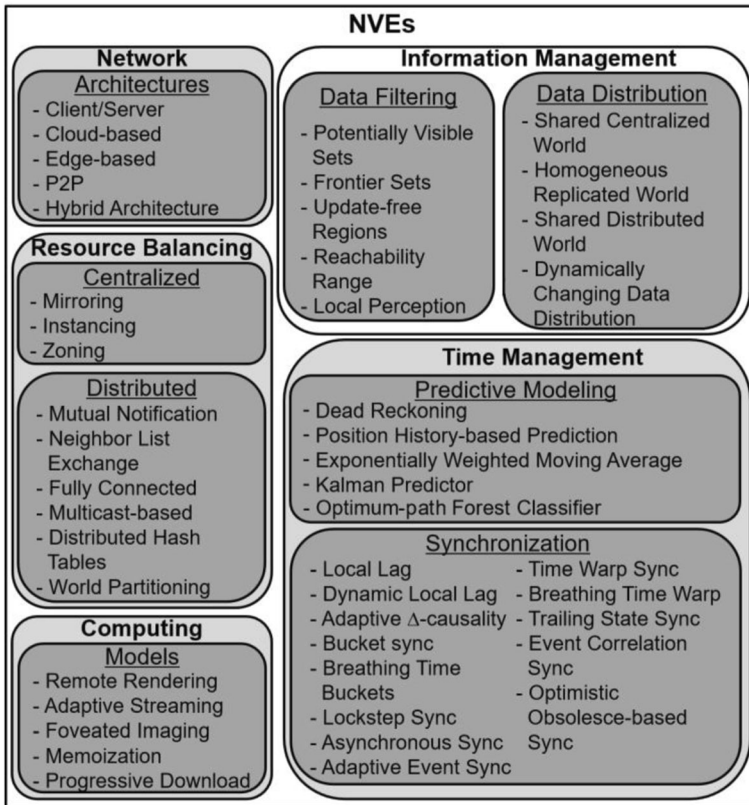 NVEs
Network
Architectures
- Client/Server
- Cloud-based
- Edge-based
- P2P
- Hybrid Architecture
Resource Balancing
Centralized
- Mirroring
- Instancing
- Zoning
Distributed
- Mutual Notification
- Neighbor List
Exchange
- Fully Connected
- Multicast-based
- Distributed Hash
Tables
- World Partitioning
Computing
Models
- Remote Rendering
- Adaptive Streaming
- Foveated Imaging
- Memoization
- Progressive Download
Information Management
Data Filtering
- Potentially Visible
Sets
- Frontier Sets
- Update-free
Regions
- Reachability
Range
- Local Perception
Data Distribution
- Shared Centralized
World
- Homogeneous
Replicated World
- Shared Distributed
World
- Dynamically
Changing Data
Distribution
Time Management
Predictive Modeling
- Dead Reckoning
- Position History-based Prediction
- Exponentially Weighted Moving Average
- Kalman Predictor
- Optimum-path Forest Classifier
Synchronization
- Local Lag
- Dynamic Local Lag
- Adaptive Δ-causality
- Bucket sync
- Breathing Time
Buckets
- Lockstep Sync
- Asynchronous Sync
- Adaptive Event Sync
- Time Warp Sync
- Breathing Time Warp
- Trailing State Sync
- Event Correlation
Sync
- Optimistic
Obsolesce-based
Sync